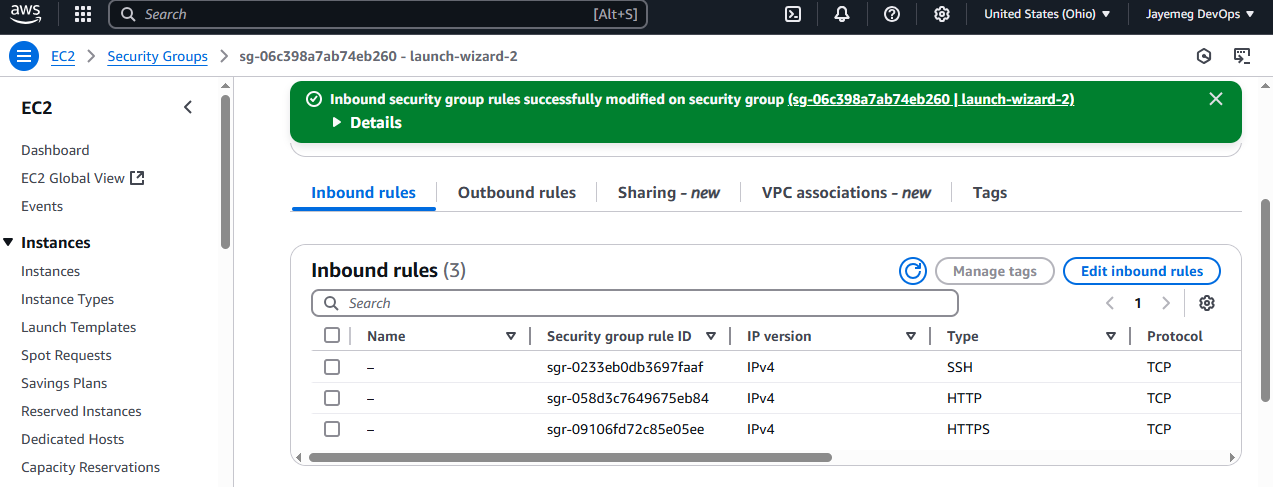 aws
Search [Alt+S] United States (Ohio) Jayemeg DevOps
EC2 Security Groups sg-06c398a7ab74eb260 - launch-wizard-2
EC2
Dashboard
EC2 Global View
Events
Instances
Instances
Instance Types
Launch Templates
Spot Requests
Savings Plans
Reserved Instances
Dedicated Hosts
Capacity Reservations
Inbound security group rules successfully modified on security group (sg-06c398a7ab74eb260 | launch-wizard-2)
Details
Inbound rules Outbound rules Sharing - new VPC associations - new Tags
Inbound rules (3) Manage tags Edit inbound rules
Search 1
Name Security group rule ID IP version Type Protocol
– sgr-0233eb0db3697faaf IPv4 SSH TCP
– sgr-058d3c7649675eb84 IPv4 HTTP TCP
– sgr-09106fd72c85e05ee IPv4 HTTPS TCP